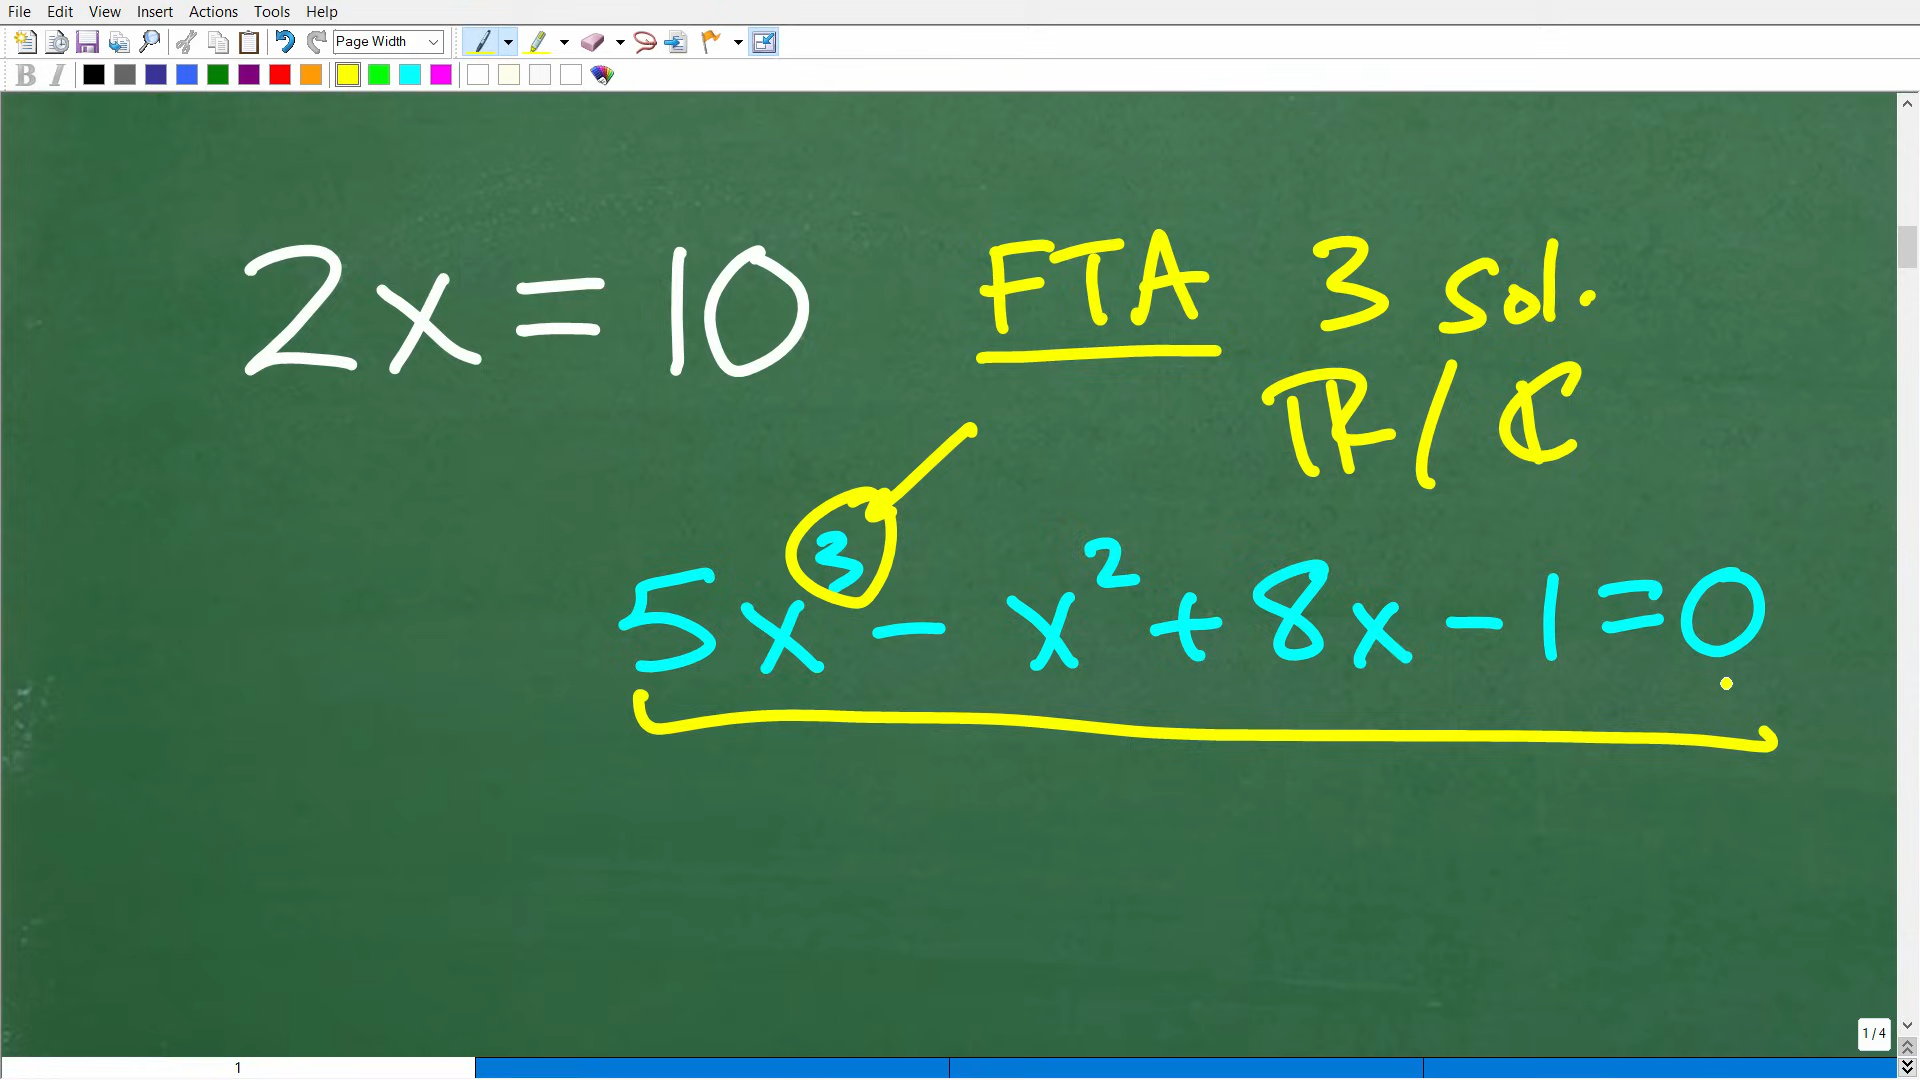 File Edit View Insert Actions Tools Help
Page Width
B I
2x = 10
FTA 3 sol.
ℝ / ℂ
5x³ - x² + 8x - 1 = 0
1 / 4
1